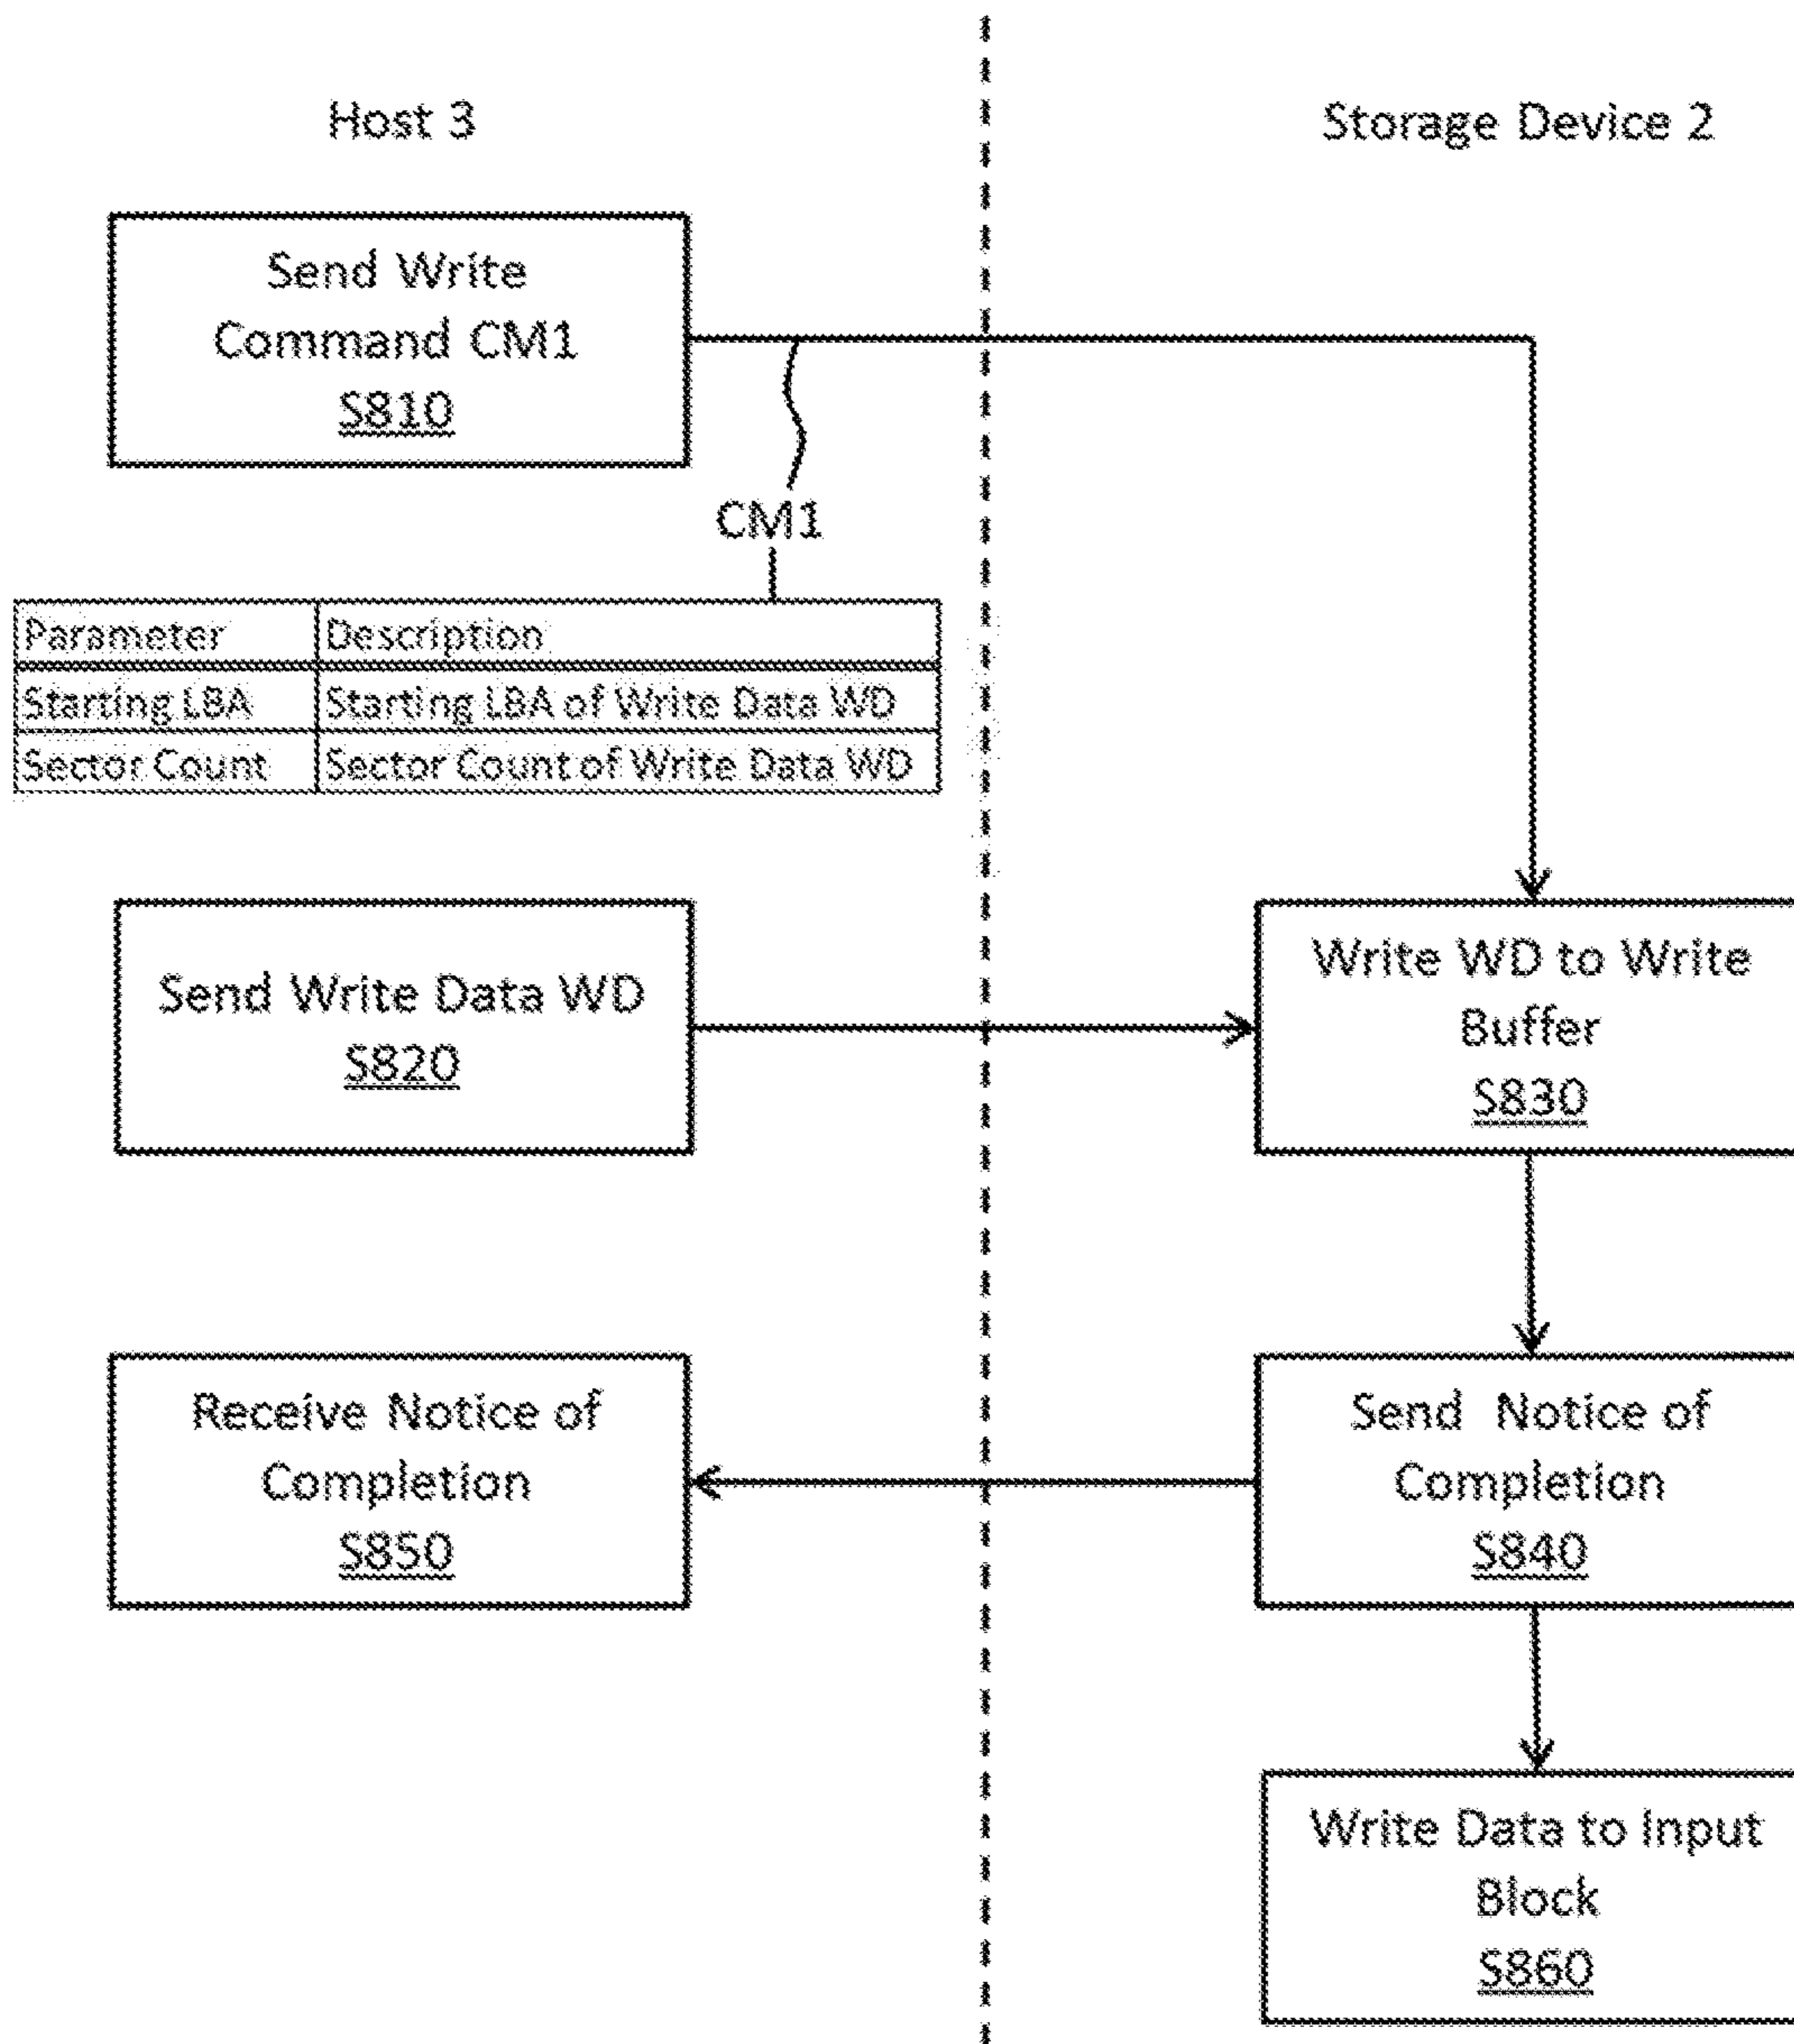 Host 3
Storage Device 2
Send Write
Command CM1
S810
CM1
Parameter Description
Starting LBA Starting LBA of Write Data WD
Sector Count Sector Count of Write Data WD
Send Write Data WD
S820
Write WD to Write
Buffer
S830
Receive Notice of
Completion
S850
Send Notice of
Completion
S840
Write Data to Input
Block
S860